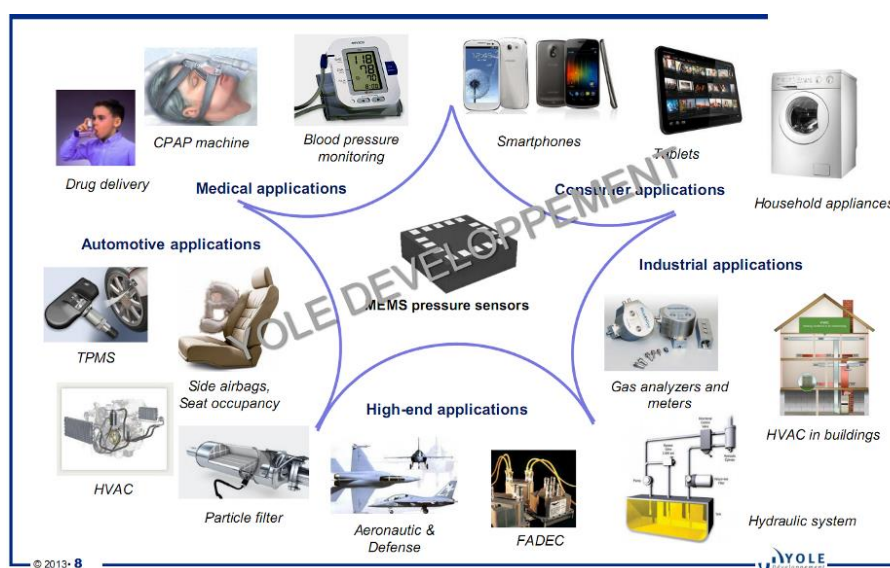 CPAP machine
Blood pressure
monitoring
Smartphones
Tablets
Drug delivery
Household appliances
Medical applications
Consumer applications
Automotive applications
Industrial applications
YOLE DEVELOPPEMENT
MEMS pressure sensors
TPMS
Side airbags,
Seat occupancy
Gas analyzers and
meters
High-end applications
HVAC in buildings
HVAC
Particle filter
Aeronautic &
Defense
FADEC
Hydraulic system
© 2013• 8
YOLE
Développement